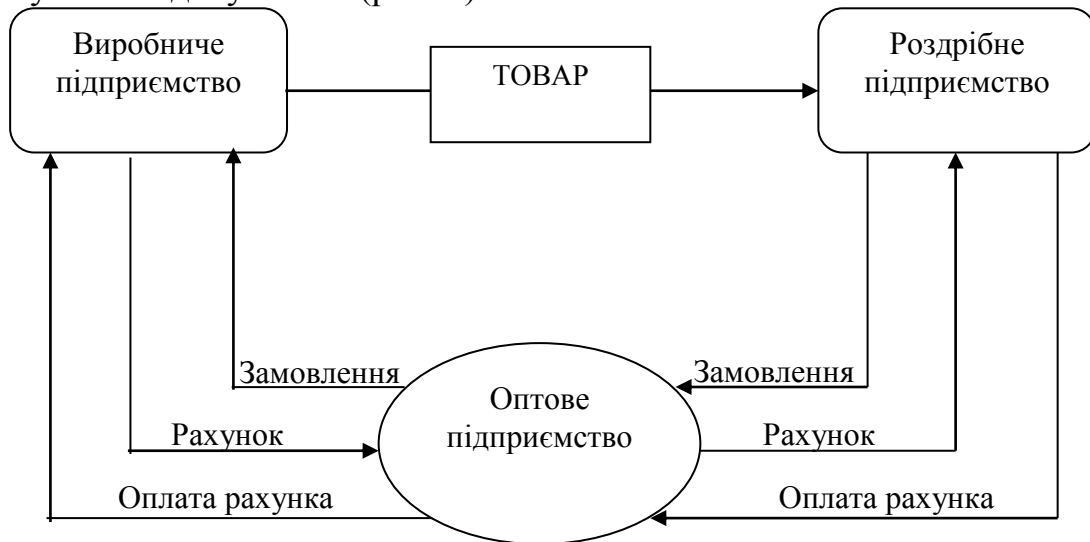 Виробниче
підприємство
ТОВАР
Роздрібне
підприємство
Замовлення
Замовлення
Оптове
підприємство
Рахунок
Рахунок
Оплата рахунка
Оплата рахунка